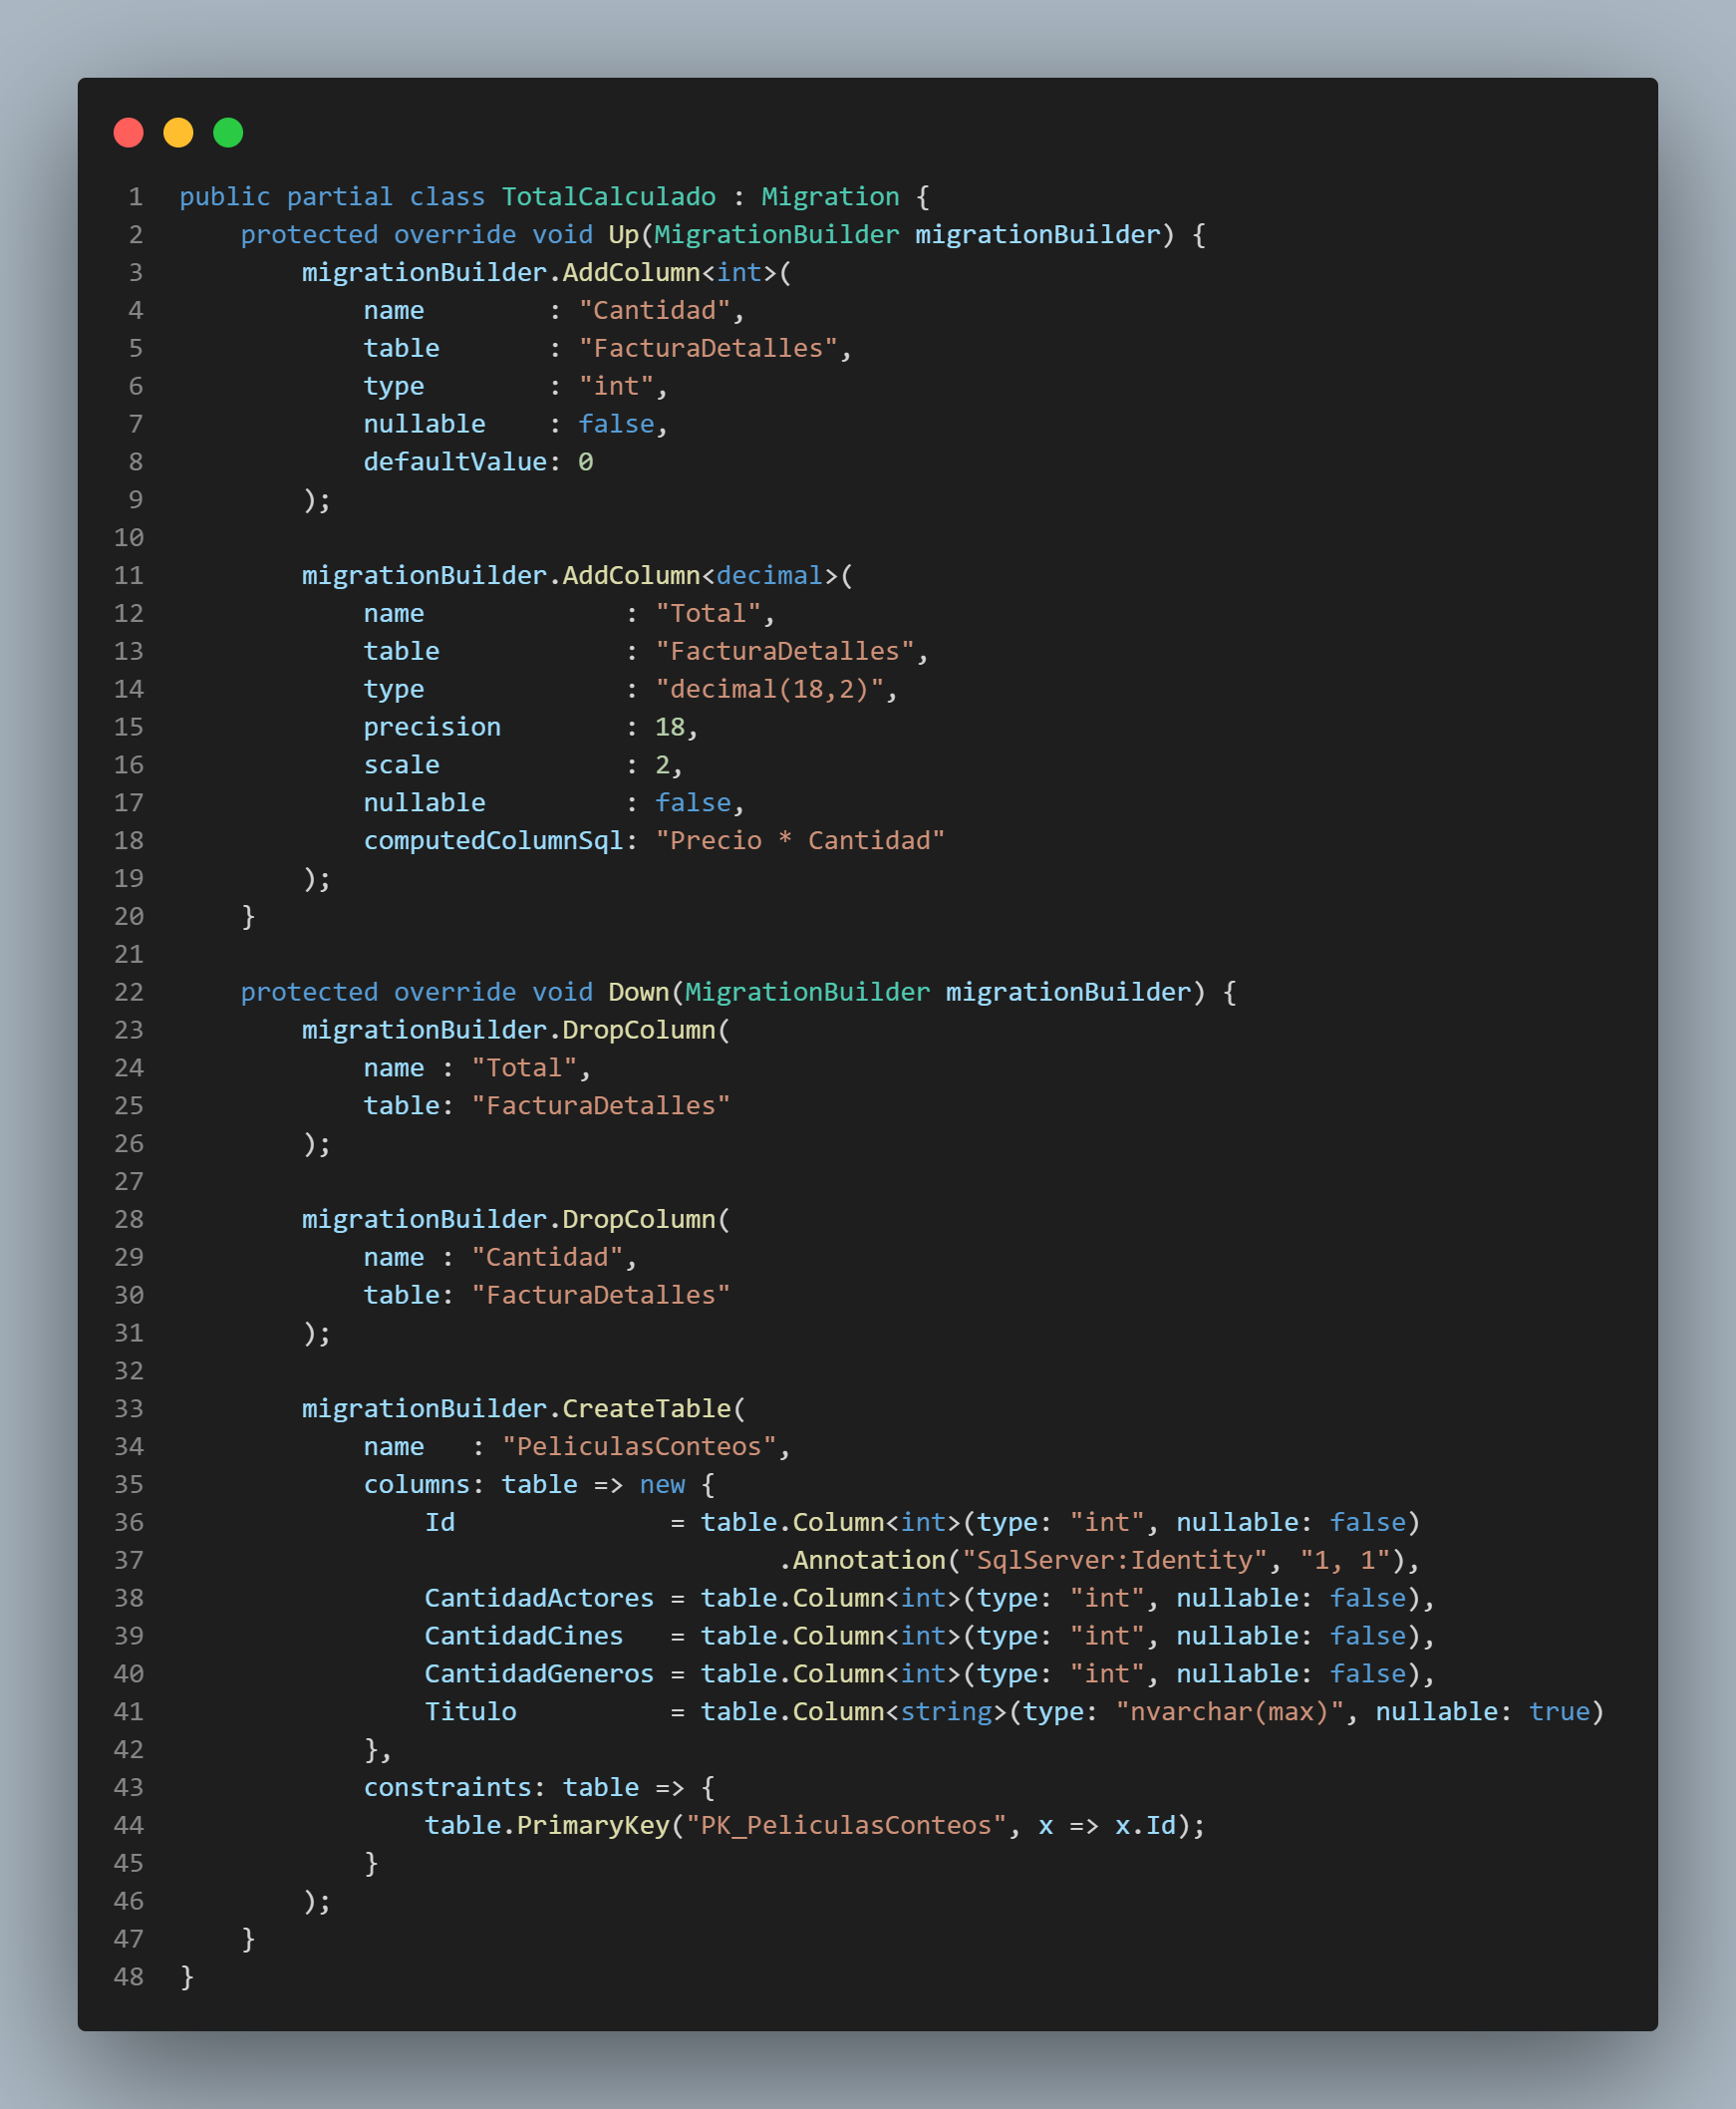 1 public partial class TotalCalculado : Migration {
2     protected override void Up(MigrationBuilder migrationBuilder) {
3         migrationBuilder.AddColumn<int>(
4             name        : "Cantidad",
5             table       : "FacturaDetalles",
6             type        : "int",
7             nullable    : false,
8             defaultValue: 0
9         );
10
11         migrationBuilder.AddColumn<decimal>(
12             name             : "Total",
13             table            : "FacturaDetalles",
14             type             : "decimal(18,2)",
15             precision        : 18,
16             scale            : 2,
17             nullable         : false,
18             computedColumnSql: "Precio * Cantidad"
19         );
20     }
21
22     protected override void Down(MigrationBuilder migrationBuilder) {
23         migrationBuilder.DropColumn(
24             name : "Total",
25             table: "FacturaDetalles"
26         );
27
28         migrationBuilder.DropColumn(
29             name : "Cantidad",
30             table: "FacturaDetalles"
31         );
32
33         migrationBuilder.CreateTable(
34             name   : "PeliculasConteos",
35             columns: table => new {
36                 Id              = table.Column<int>(type: "int", nullable: false)
37                                        .Annotation("SqlServer:Identity", "1, 1"),
38                 CantidadActores = table.Column<int>(type: "int", nullable: false),
39                 CantidadCines   = table.Column<int>(type: "int", nullable: false),
40                 CantidadGeneros = table.Column<int>(type: "int", nullable: false),
41                 Titulo          = table.Column<string>(type: "nvarchar(max)", nullable: true)
42             },
43             constraints: table => {
44                 table.PrimaryKey("PK_PeliculasConteos", x => x.Id);
45             }
46         );
47     }
48 }